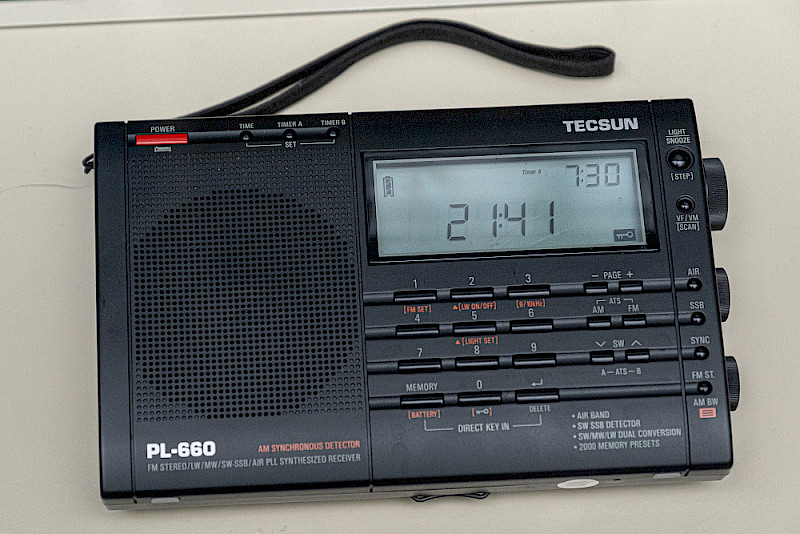 POWER
TIME TIMER A TIMER B
SET
TECSUN
LIGHT
SNOOZE
[STEP]
Timer A 7:30
21:41
VF/VM
[SCAN]
1 2 3 − PAGE + AIR
[FM SET] ▲[LW ON/OFF] [9/10kHz] ATS
4 5 6 AM FM SSB
▲[LIGHT SET]
7 8 9 SW SYNC
A—ATS—B
MEMORY 0 FM ST.
[BATTERY] DELETE AM BW
DIRECT KEY IN
• AIR BAND
• SW SSB DETECTOR
• SW/MW/LW DUAL CONVERSION
• 2000 MEMORY PRESETS
PL-660 AM SYNCHRONOUS DETECTOR
FM STEREO/LW/MW/SW-SSB/AIR PLL SYNTHESIZED RECEIVER